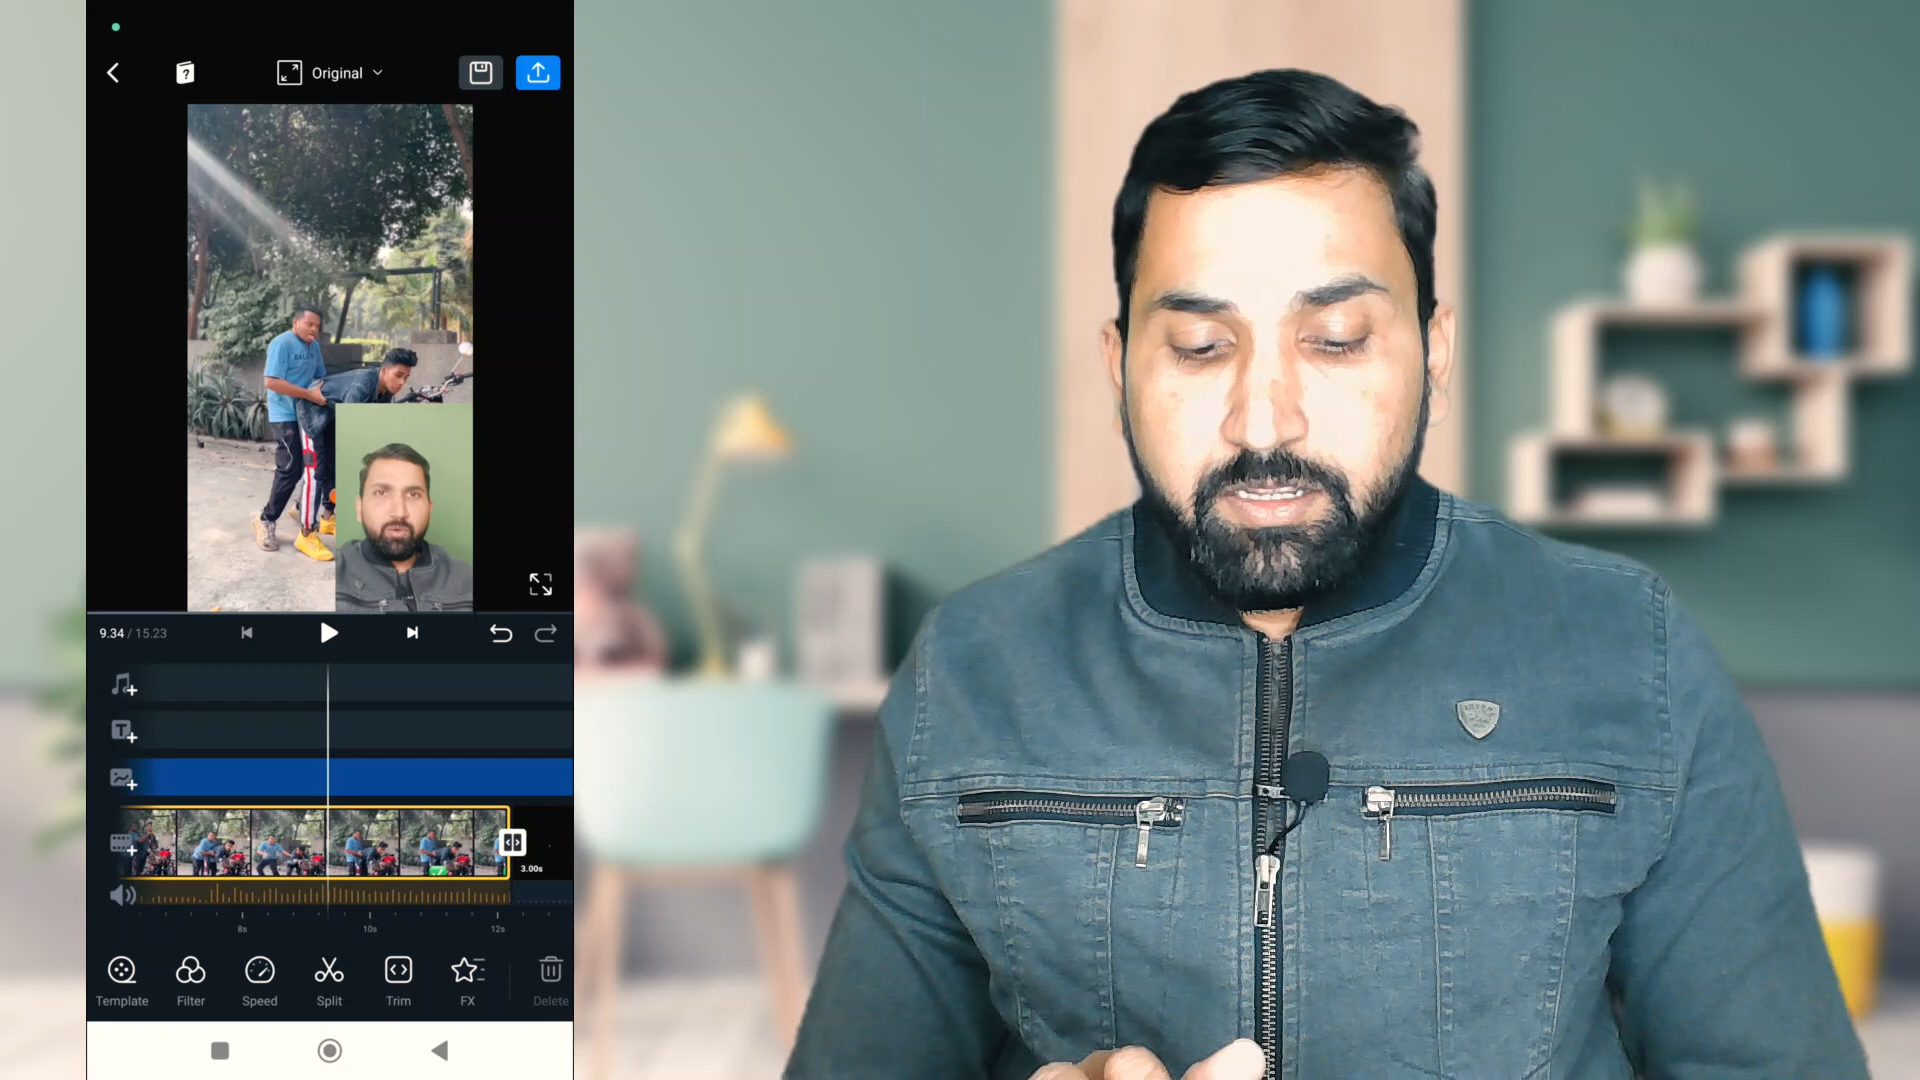 ?
Original
9.34 / 15.23
3.00s
8s
10s
12s
Template
Filter
Speed
Split
Trim
FX
Delete